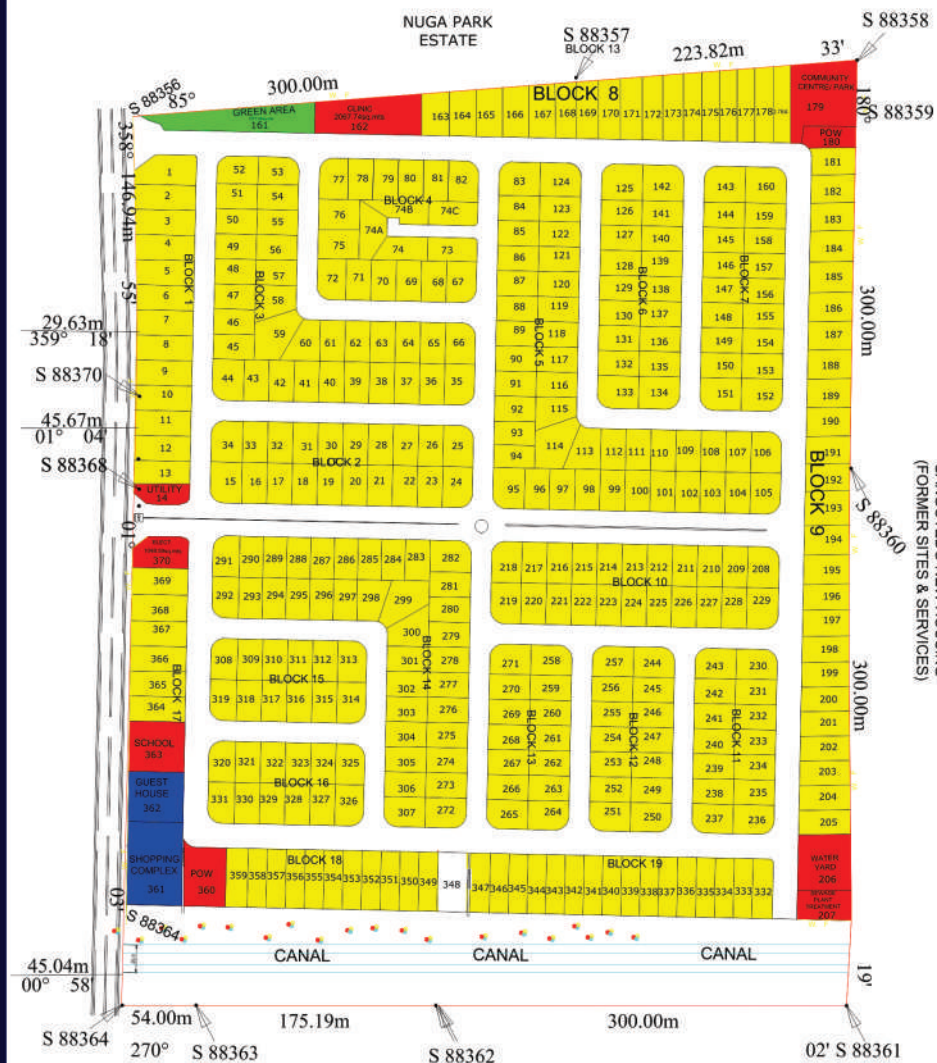 NUGA PARK
ESTATE
S 88357
BLOCK 13
223.82m
33'
S 88358
S 88356
85°
300.00m
GREEN AREA
161
CLINIC
162
BLOCK 8
163 164 165 166 167 168 169 170 171 172 173 174 175 176 177 178
COMMUNITY
CENTRE/ PARK
179
180°
S 88359
POW
180
358°
146.94m
55'
29.63m
359° 18'
S 88370
45.67m
01° 04'
S 88368
01°
BLOCK 1
1
2
3
4
5
6
7
8
9
10
11
12
13
UTILITY
14
BLOCK 3
52 53
51 54
50 55
49 56
48 57
47 58
46 59
45
60 61 62 63 64 65 66
44 43 42 41 40 39 38 37 36 35
BLOCK 4
77 78 79 80 81 82
76 74B 74C
74A
75 74 73
72 71 70 69 68 67
BLOCK 2
34 33 32 31 30 29 28 27 26 25
15 16 17 18 19 20 21 22 23 24
BLOCK 5
83 124
84 123
85 122
86 121
87 120
88 119
89 118
90 117
91 116
92 115
93
94 114
113 112 111 110 109 108 107 106
95 96 97 98 99 100 101 102 103 104 105
BLOCK 6
125 142
126 141
127 140
128 139
129 138
130 137
131 136
132 135
133 134
BLOCK 7
143 160
144 159
145 158
146 157
147 156
148 155
149 154
150 153
151 152
BLOCK 9
181
182
183
184
185
186
187
188
189
190
191
192
193
194
195
196
197
198
199
200
201
202
203
204
205
300.00m
S 88360
300.00m
(FORMER SITES & SERVICES)
WATER
YARD
206
207
370
369
368
367
366
365
364
BLOCK 17
SCHOOL
363
GUEST
HOUSE
362
SHOPPING
COMPLEX
361
POW
360
291 290 289 288 287 286 285 284 283 282
292 293 294 295 296 297 298 299
281
280
BLOCK 14
300 279
301 278
302 277
303 276
304 275
305 274
306 273
307 272
BLOCK 15
308 309 310 311 312 313
319 318 317 316 315 314
BLOCK 16
320 321 322 323 324 325
331 330 329 328 327 326
BLOCK 10
218 217 216 215 214 213 212 211 210 209 208
219 220 221 222 223 224 225 226 227 228 229
BLOCK 13
271 258
270 259
269 260
268 261
267 262
266 263
265 264
BLOCK 12
257 244
256 245
255 246
254 247
253 248
252 249
251 250
BLOCK 11
243 230
242 231
241 232
240 233
239 234
238 235
237 236
BLOCK 18
359 358 357 356 355 354 353 352 351 350 349 348
BLOCK 19
347 346 345 344 343 342 341 340 339 338 337 336 335 334 333 332
03'
S 88364
CANAL CANAL CANAL
45.04m
00° 58'
19'
S 88364
54.00m
270°
S 88363
175.19m
S 88362
300.00m
02' S 88361